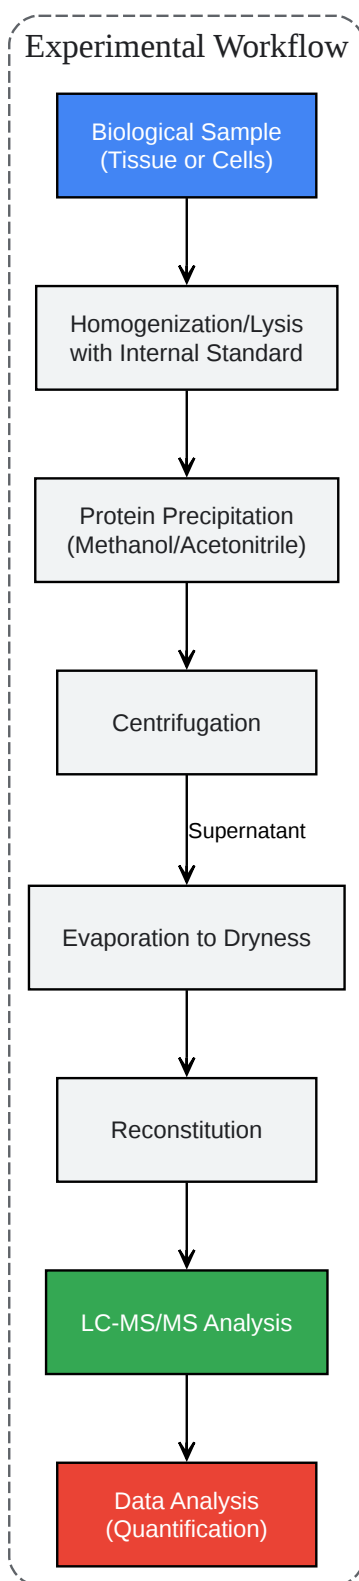 Experimental Workflow
Biological Sample
(Tissue or Cells)
Homogenization/Lysis
with Internal Standard
Protein Precipitation
(Methanol/Acetonitrile)
Centrifugation
Supernatant
Evaporation to Dryness
Reconstitution
LC-MS/MS Analysis
Data Analysis
(Quantification)